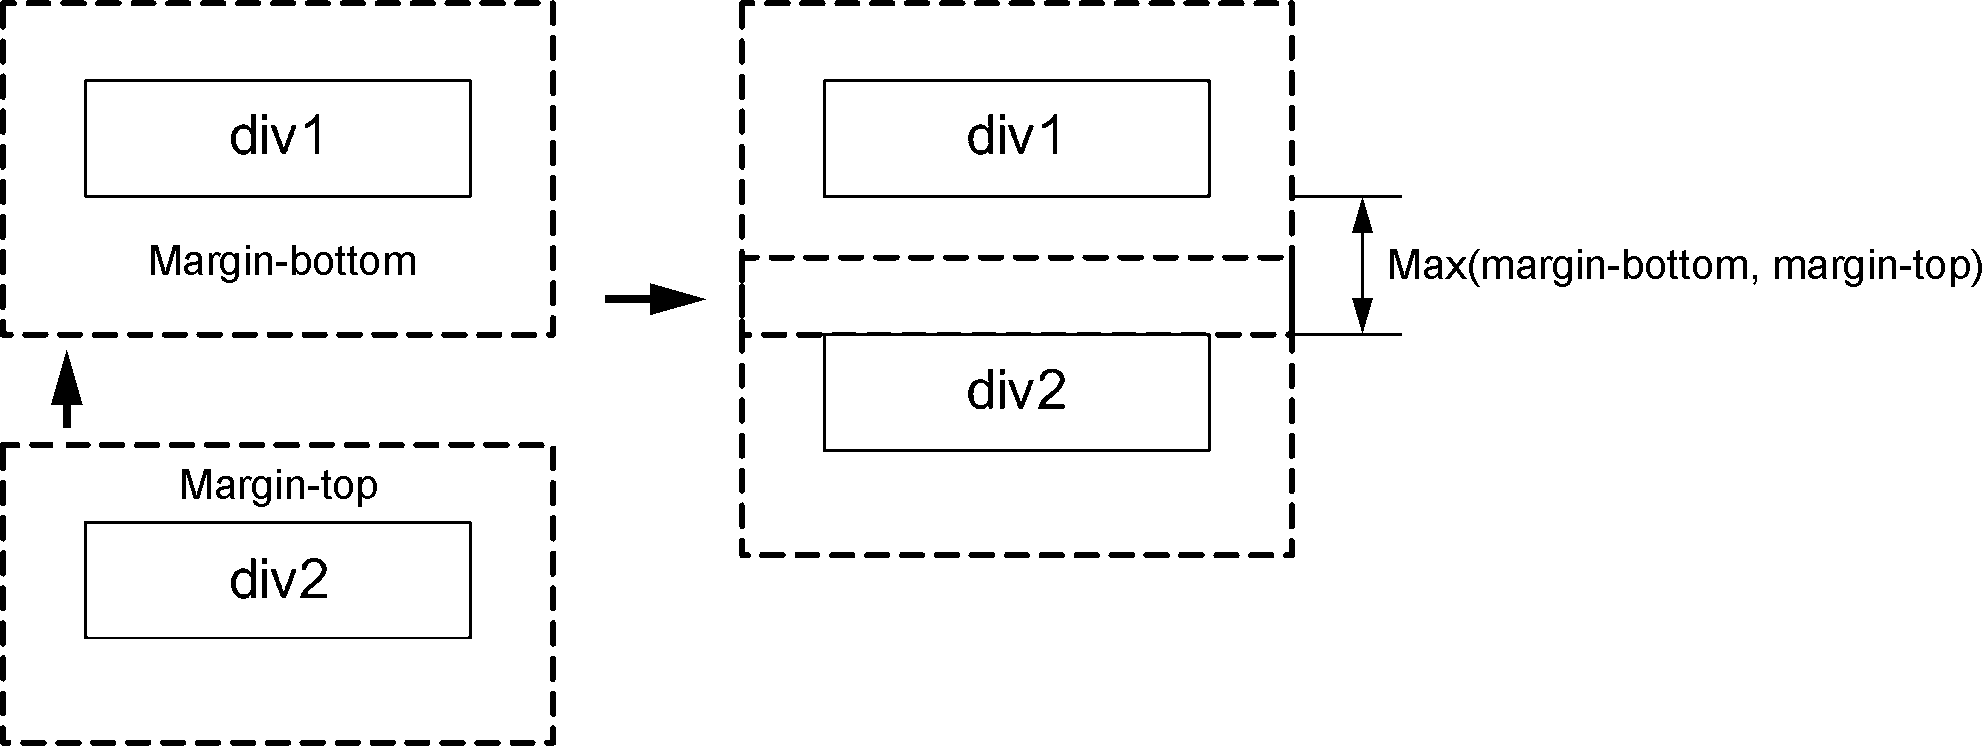 div1
Margin-bottom
Margin-top
div2
div1
Max(margin-bottom, margin-top)
div2